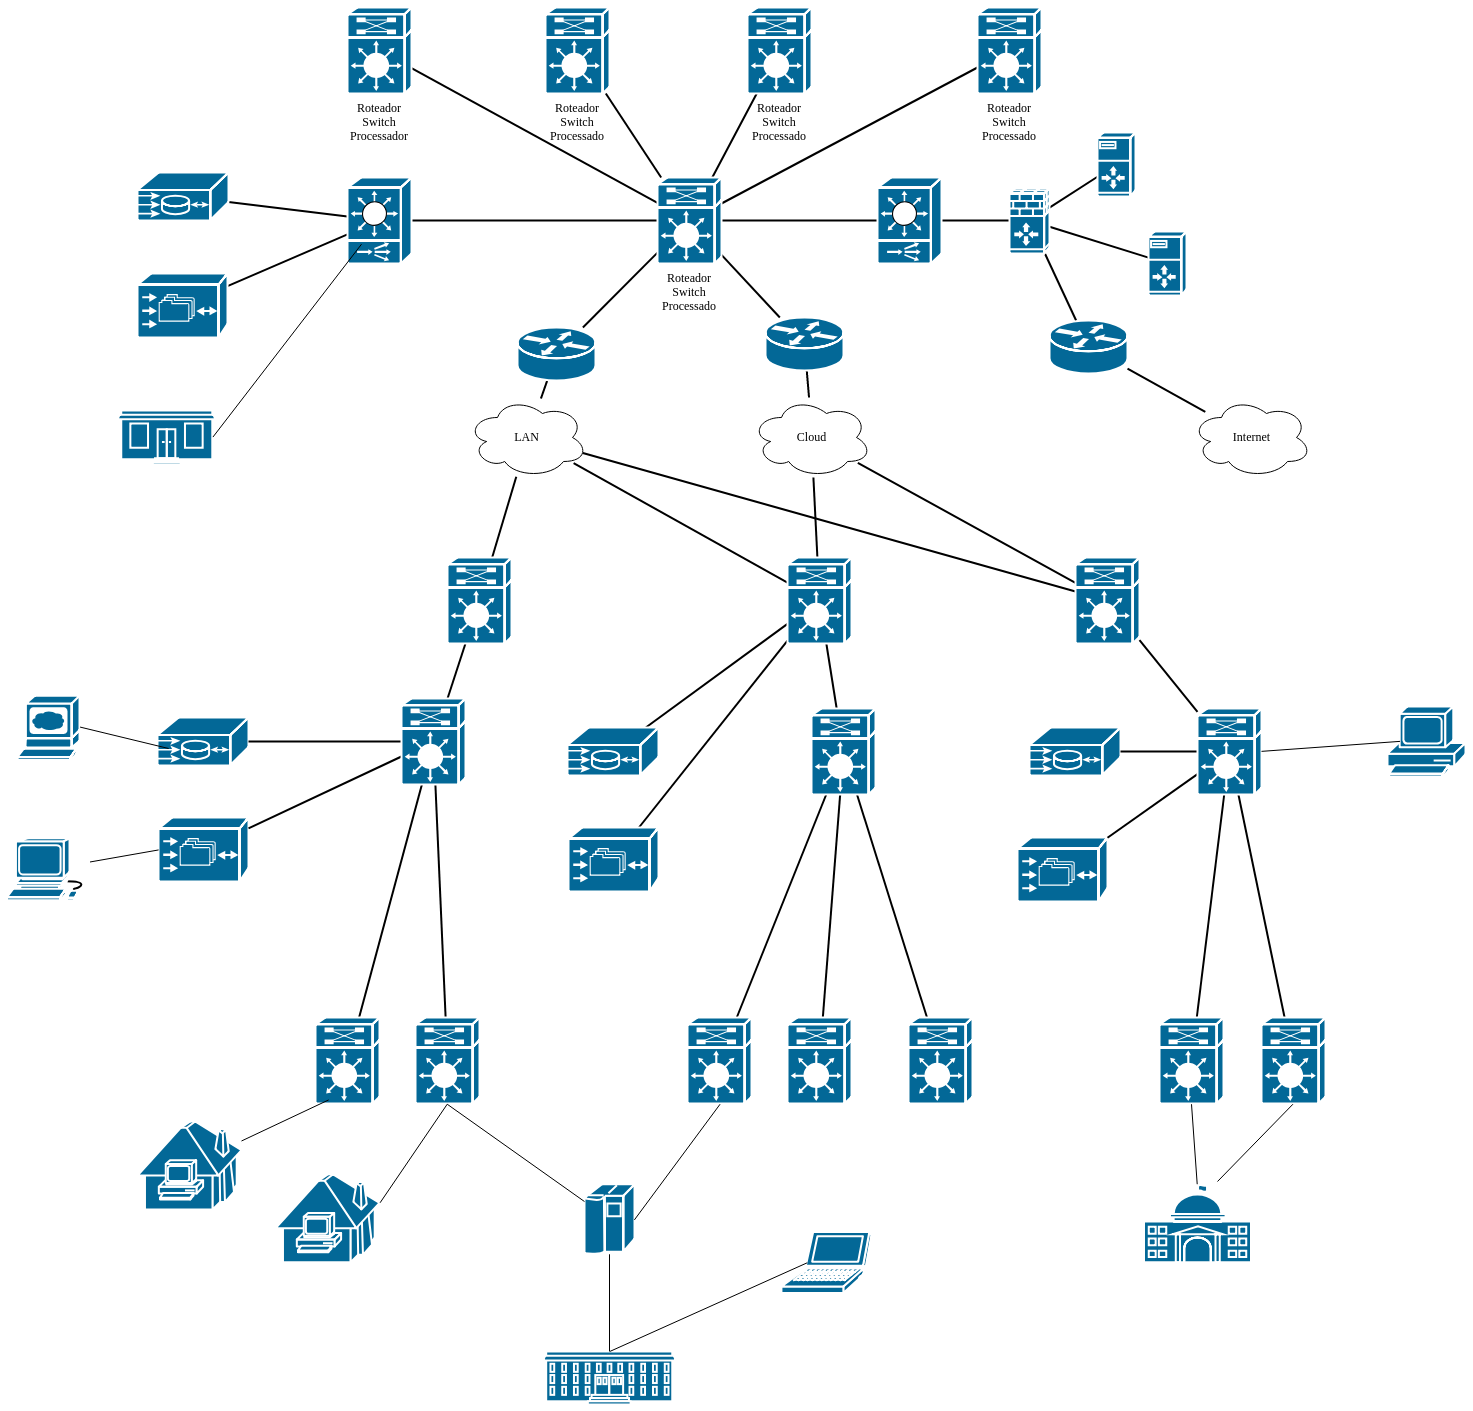 Roteador
Switch
Processador
Roteador
Switch
Processado
Roteador
Switch
Processado
Roteador
Switch
Processado
Roteador
Switch
Processado
LAN
Cloud
Internet